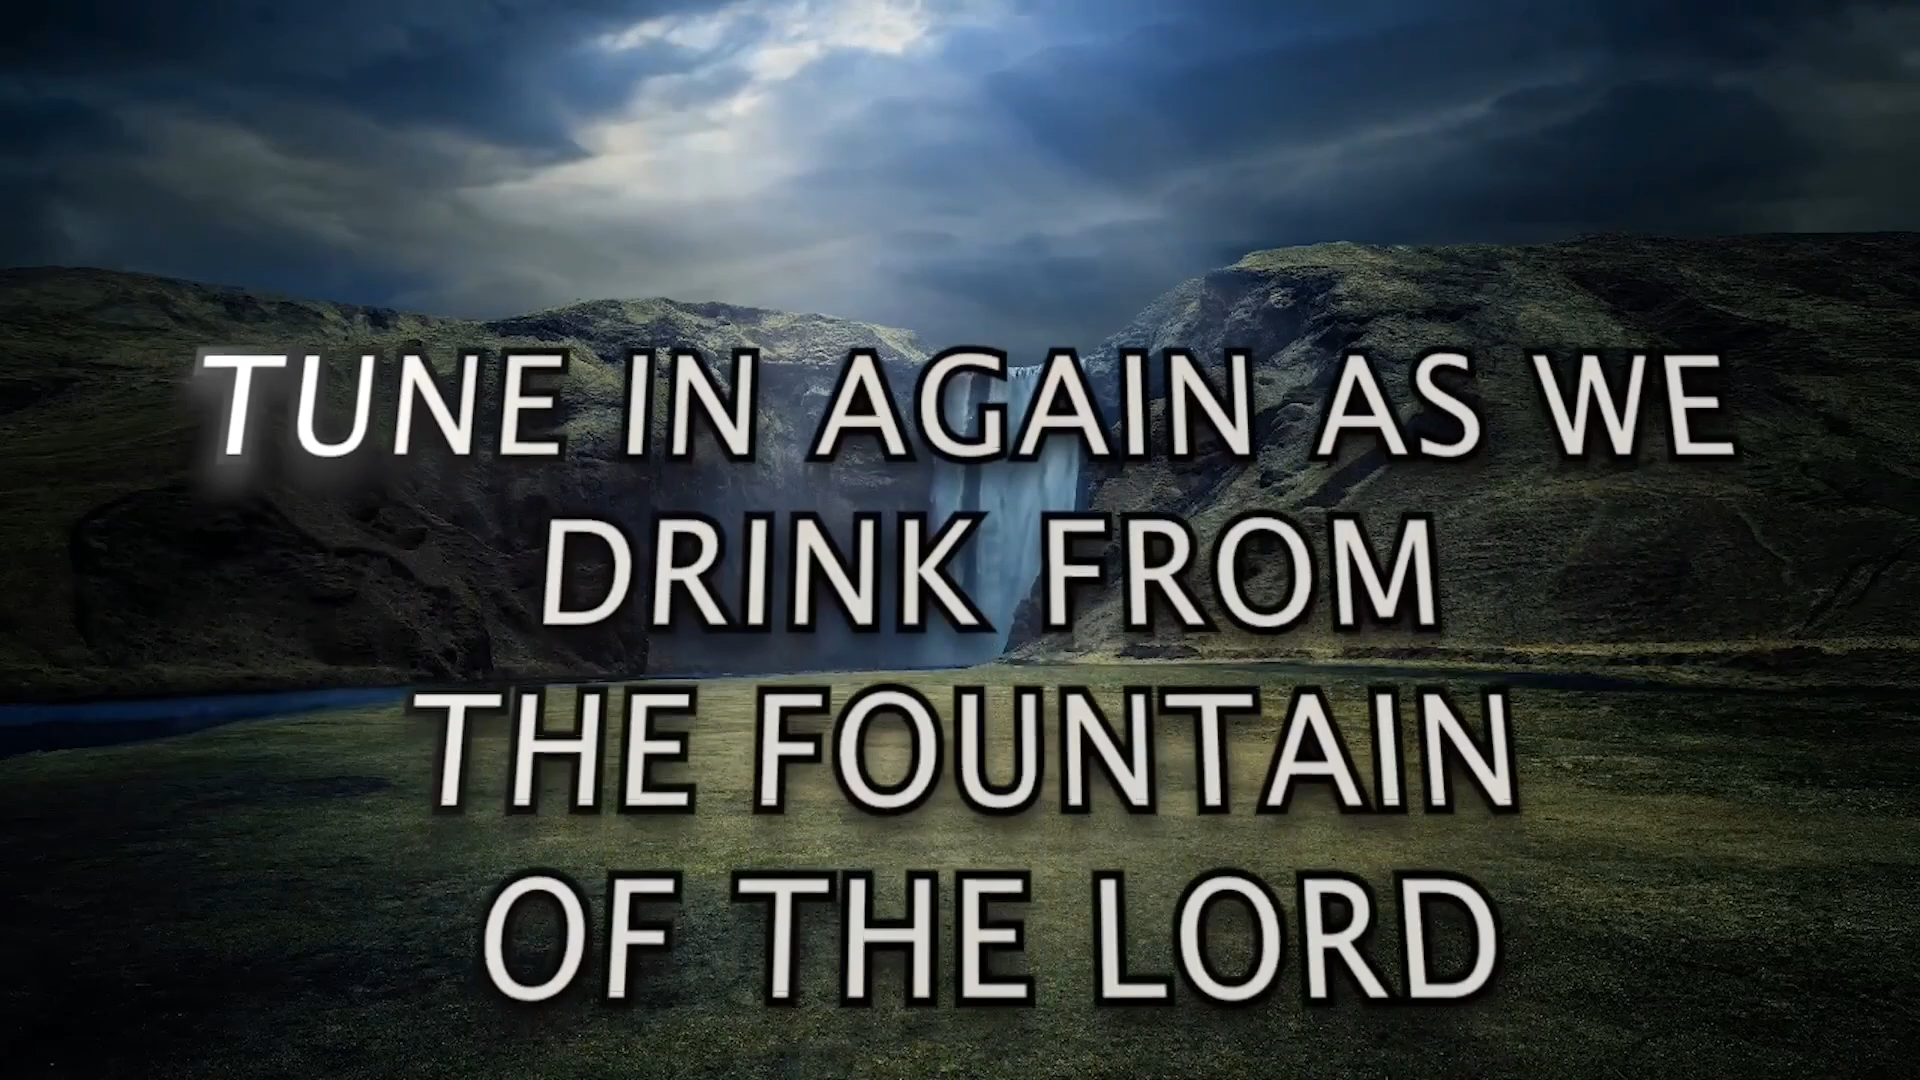 TUNE IN AGAIN AS WE
DRINK FROM
THE FOUNTAIN
OF THE LORD